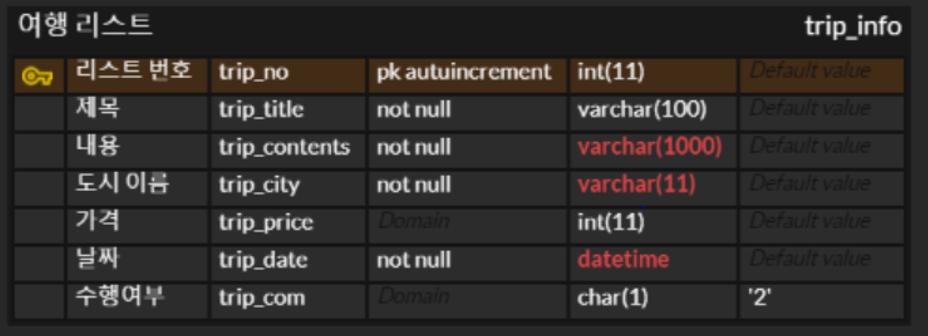 여행 리스트 trip_info
리스트 번호 trip_no pk autuincrement int(11) Default value
제목 trip_title not null varchar(100) Default value
내용 trip_contents not null varchar(1000) Default value
도시 이름 trip_city not null varchar(11) Default value
가격 trip_price Domain int(11) Default value
날짜 trip_date not null datetime Default value
수행여부 trip_com Domain char(1) '2'